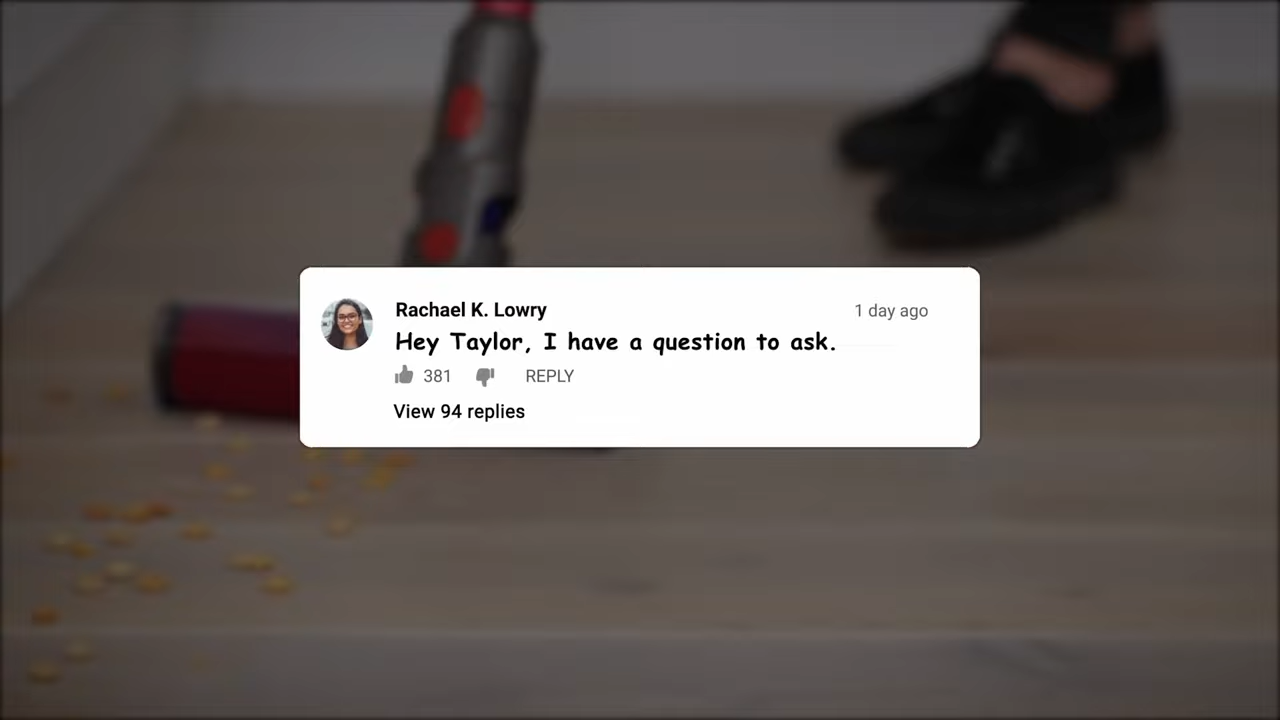 Rachael K. Lowry
1 day ago
Hey Taylor, I have a question to ask.
381
REPLY
View 94 replies